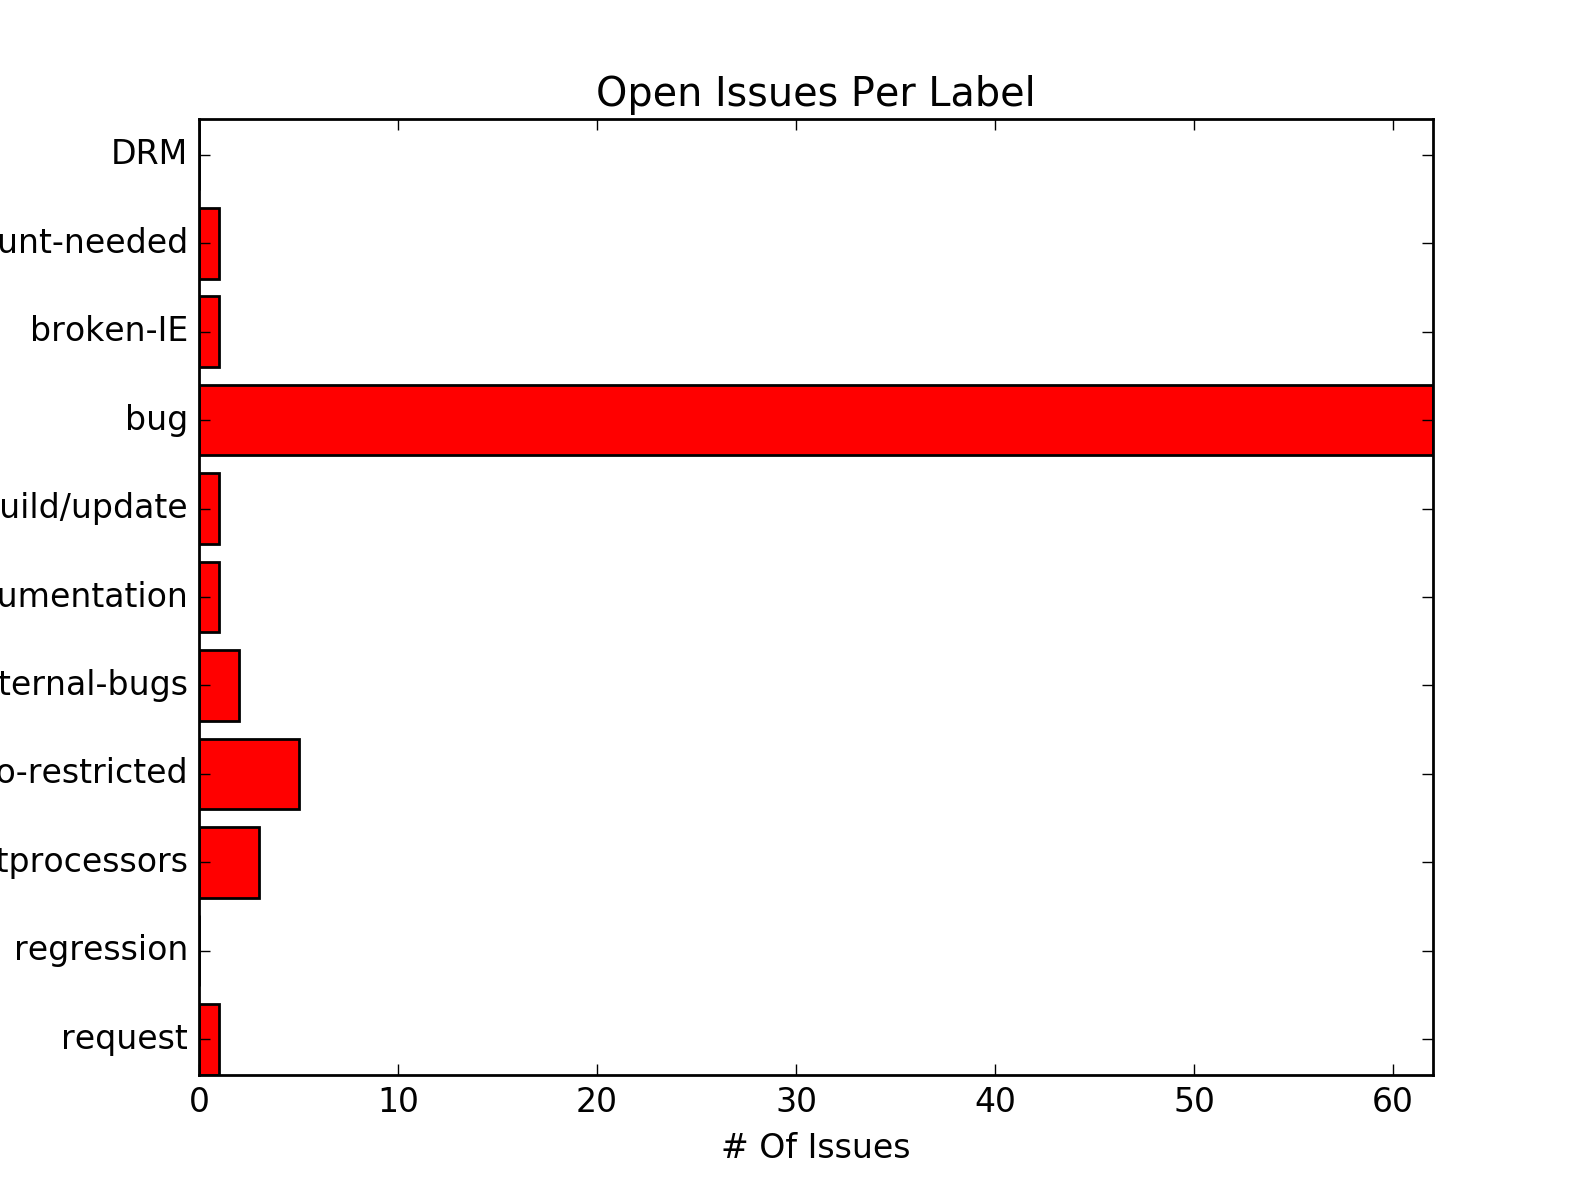 Open Issues Per Label
DRM
unt-needed
broken-IE
bug
uild/update
umentation
ternal-bugs
o-restricted
tprocessors
regression
request
0 10 20 30 40 50 60
# Of Issues